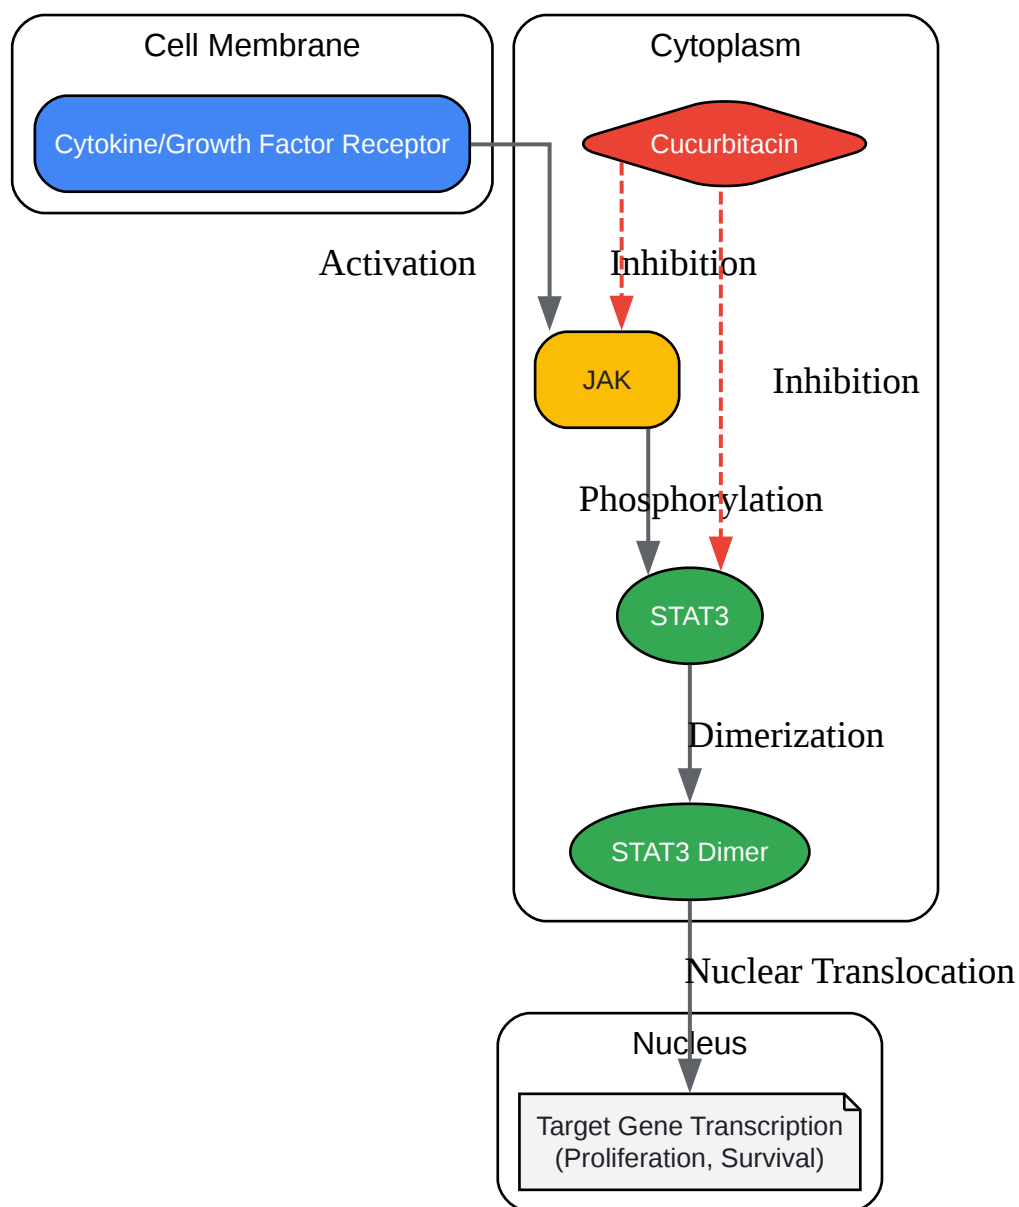 Cell Membrane
Cytoplasm
Cytokine/Growth Factor Receptor
Cucurbitacin
Activation
Inhibition
JAK
Inhibition
Phosphorylation
STAT3
Dimerization
STAT3 Dimer
Nuclear Translocation
Nucleus
Target Gene Transcription
(Proliferation, Survival)